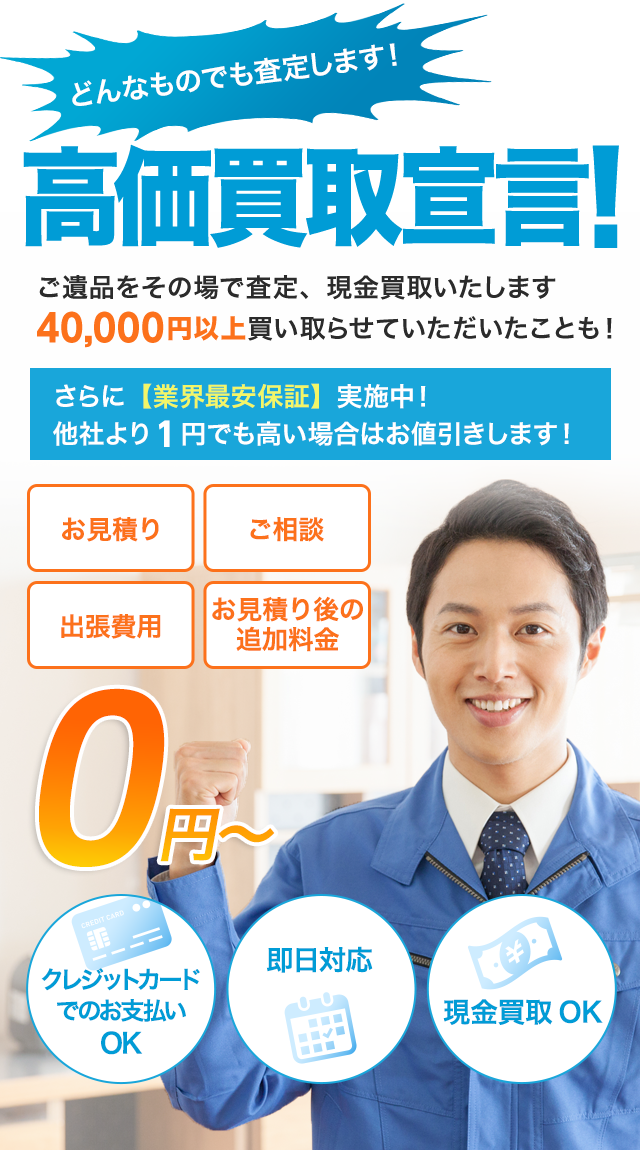 どんなものでも査定します!
高価買取宣言!
ご遺品をその場で査定、現金買取いたします
40,000円以上買い取らせていただいたことも!
さらに【業界最安保証】実施中!
他社より1円でも高い場合はお値引きします!
お見積り
ご相談
出張費用
お見積り後の
追加料金
0円〜
CREDIT CARD
クレジットカード
でのお支払い
OK
即日対応
¥
現金買取 OK